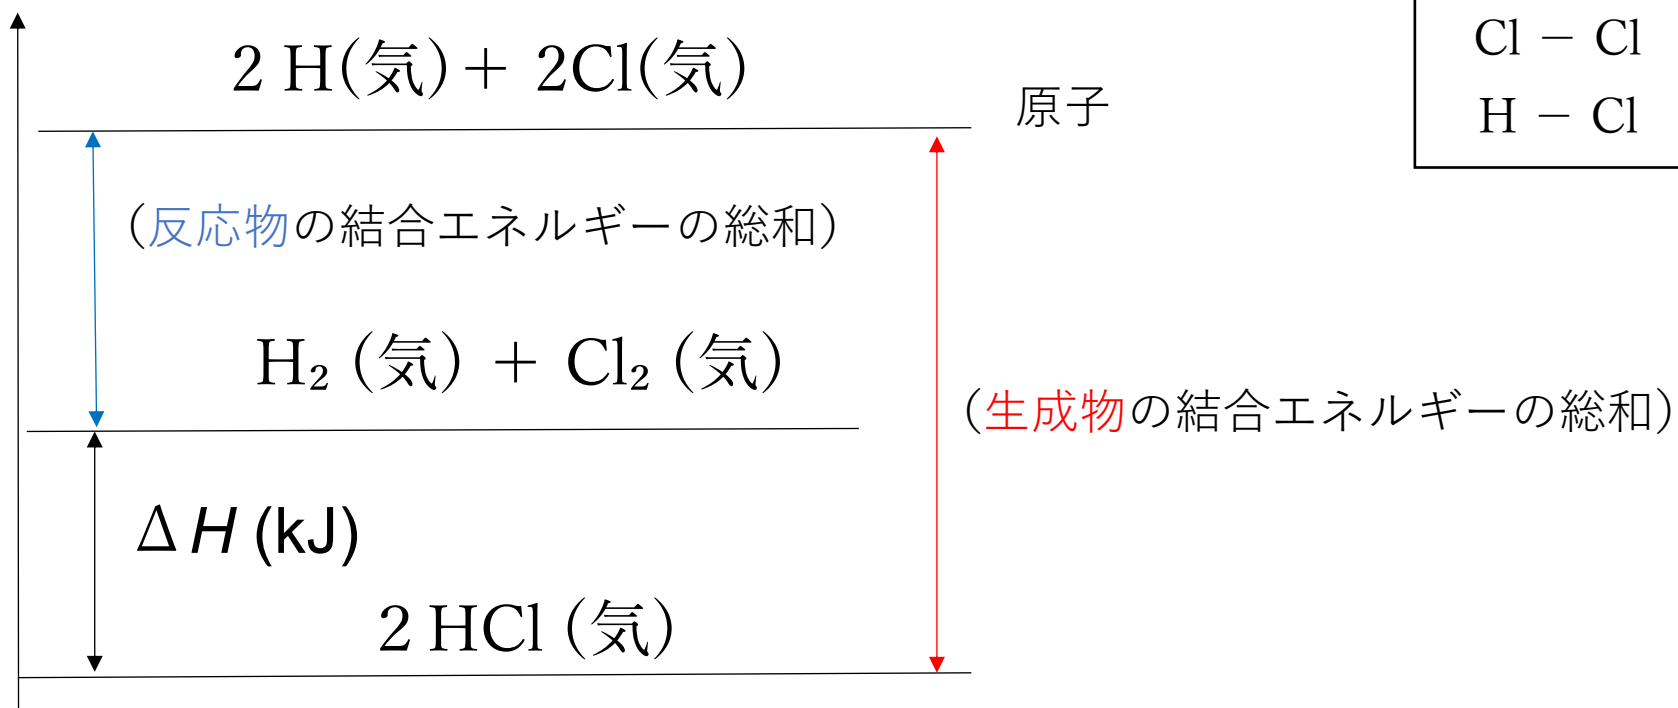 2 H(気)＋ 2Cl(気)
Cl － Cl
H － Cl
原子
（反応物の結合エネルギーの総和）
H₂ (気) ＋ Cl₂ (気)
（生成物の結合エネルギーの総和）
ΔH (kJ)
2 HCl (気)